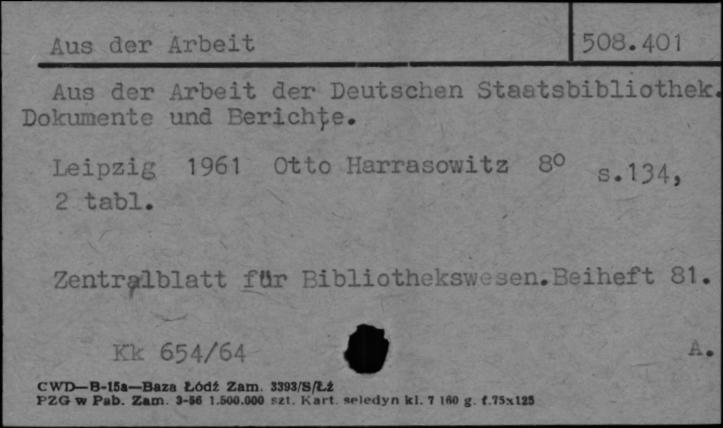 Aus der Arbeit 508.401
Aus der Arbeit der Deutschen Staatsbibliothek.
Dokumente und Berichte.
Leipzig 1961 Otto Harrasowitz 8° s.134,
2 tabl.
Zentralblatt für Bibliothekswesen.Beiheft 81.
Kk 654/64 A.
CWD—B-15a—Baza Łódź Zam. 3393/S/Łż
PZG w Pab. Zam. 3-56 1.500.000 szt. Kart. seledyn kl. 7 160 g. f.75x125